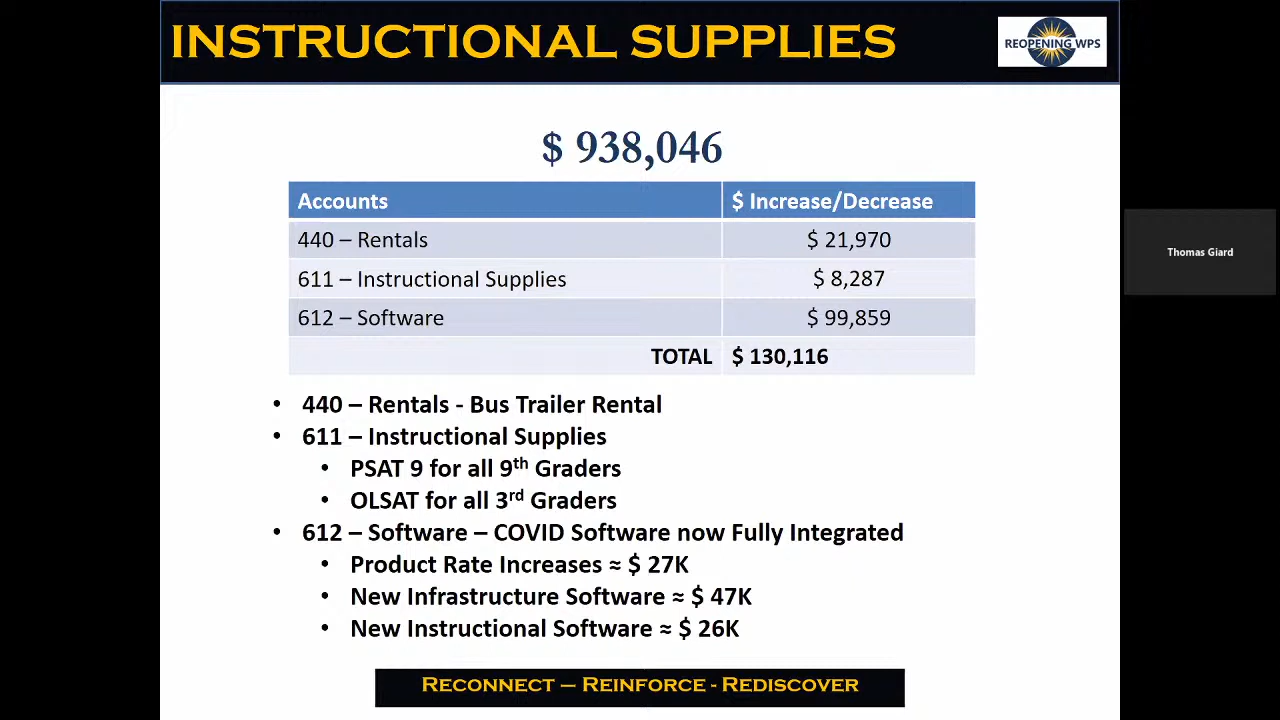 INSTRUCTIONAL SUPPLIES
REOPENING WPS
$ 938,046
Accounts $ Increase/Decrease
440 – Rentals $ 21,970
611 – Instructional Supplies $ 8,287
612 – Software $ 99,859
TOTAL $ 130,116
• 440 – Rentals - Bus Trailer Rental
• 611 – Instructional Supplies
• PSAT 9 for all 9th Graders
• OLSAT for all 3rd Graders
• 612 – Software – COVID Software now Fully Integrated
• Product Rate Increases ≈ $ 27K
• New Infrastructure Software ≈ $ 47K
• New Instructional Software ≈ $ 26K
RECONNECT – REINFORCE - REDISCOVER
Thomas Giard